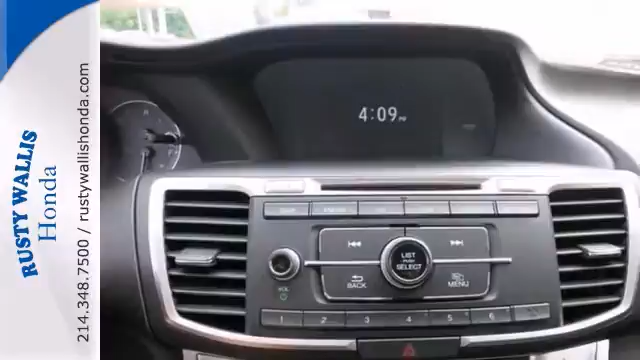 RUSTY WALLIS
Honda
214.348.7500 / rustywallishonda.com
4:09 PM
LIST
PUSH
SELECT
BACK
MENU
VOL
1 2 3 4 5 6